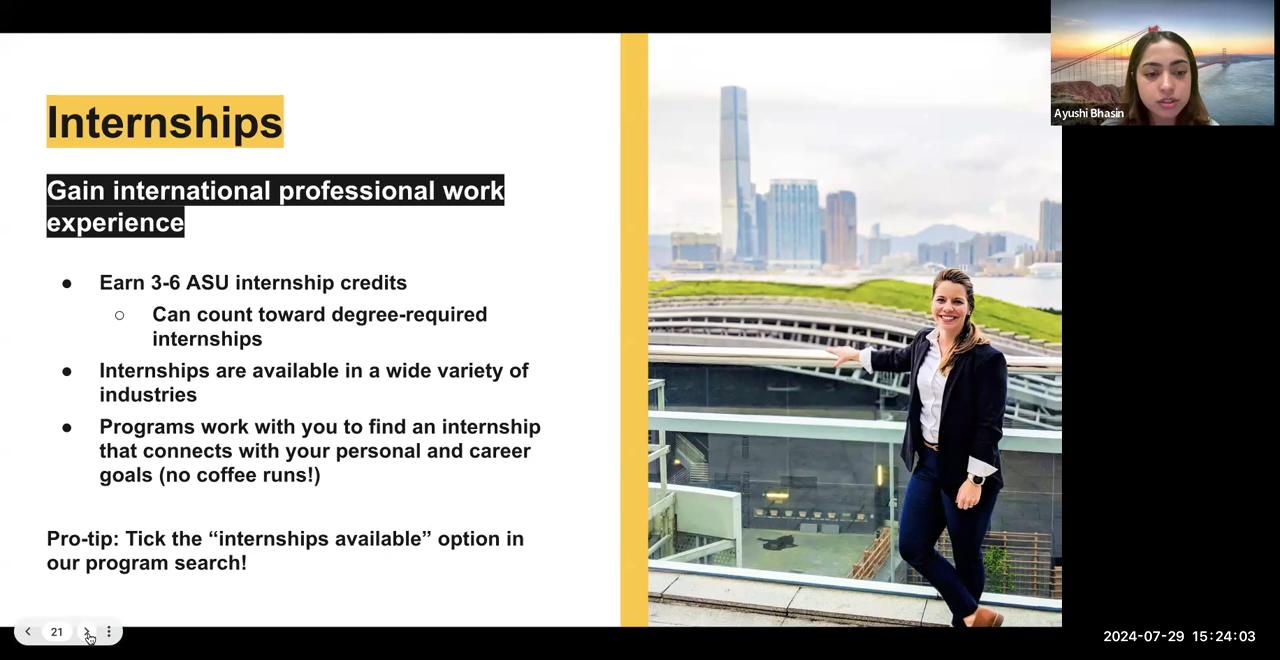 Internships
Gain international professional work
experience
● Earn 3-6 ASU internship credits
○ Can count toward degree-required
internships
● Internships are available in a wide variety of
industries
● Programs work with you to find an internship
that connects with your personal and career
goals (no coffee runs!)
Pro-tip: Tick the “internships available” option in
our program search!
21
Ayushi Bhasin
2024-07-29 15:24:03